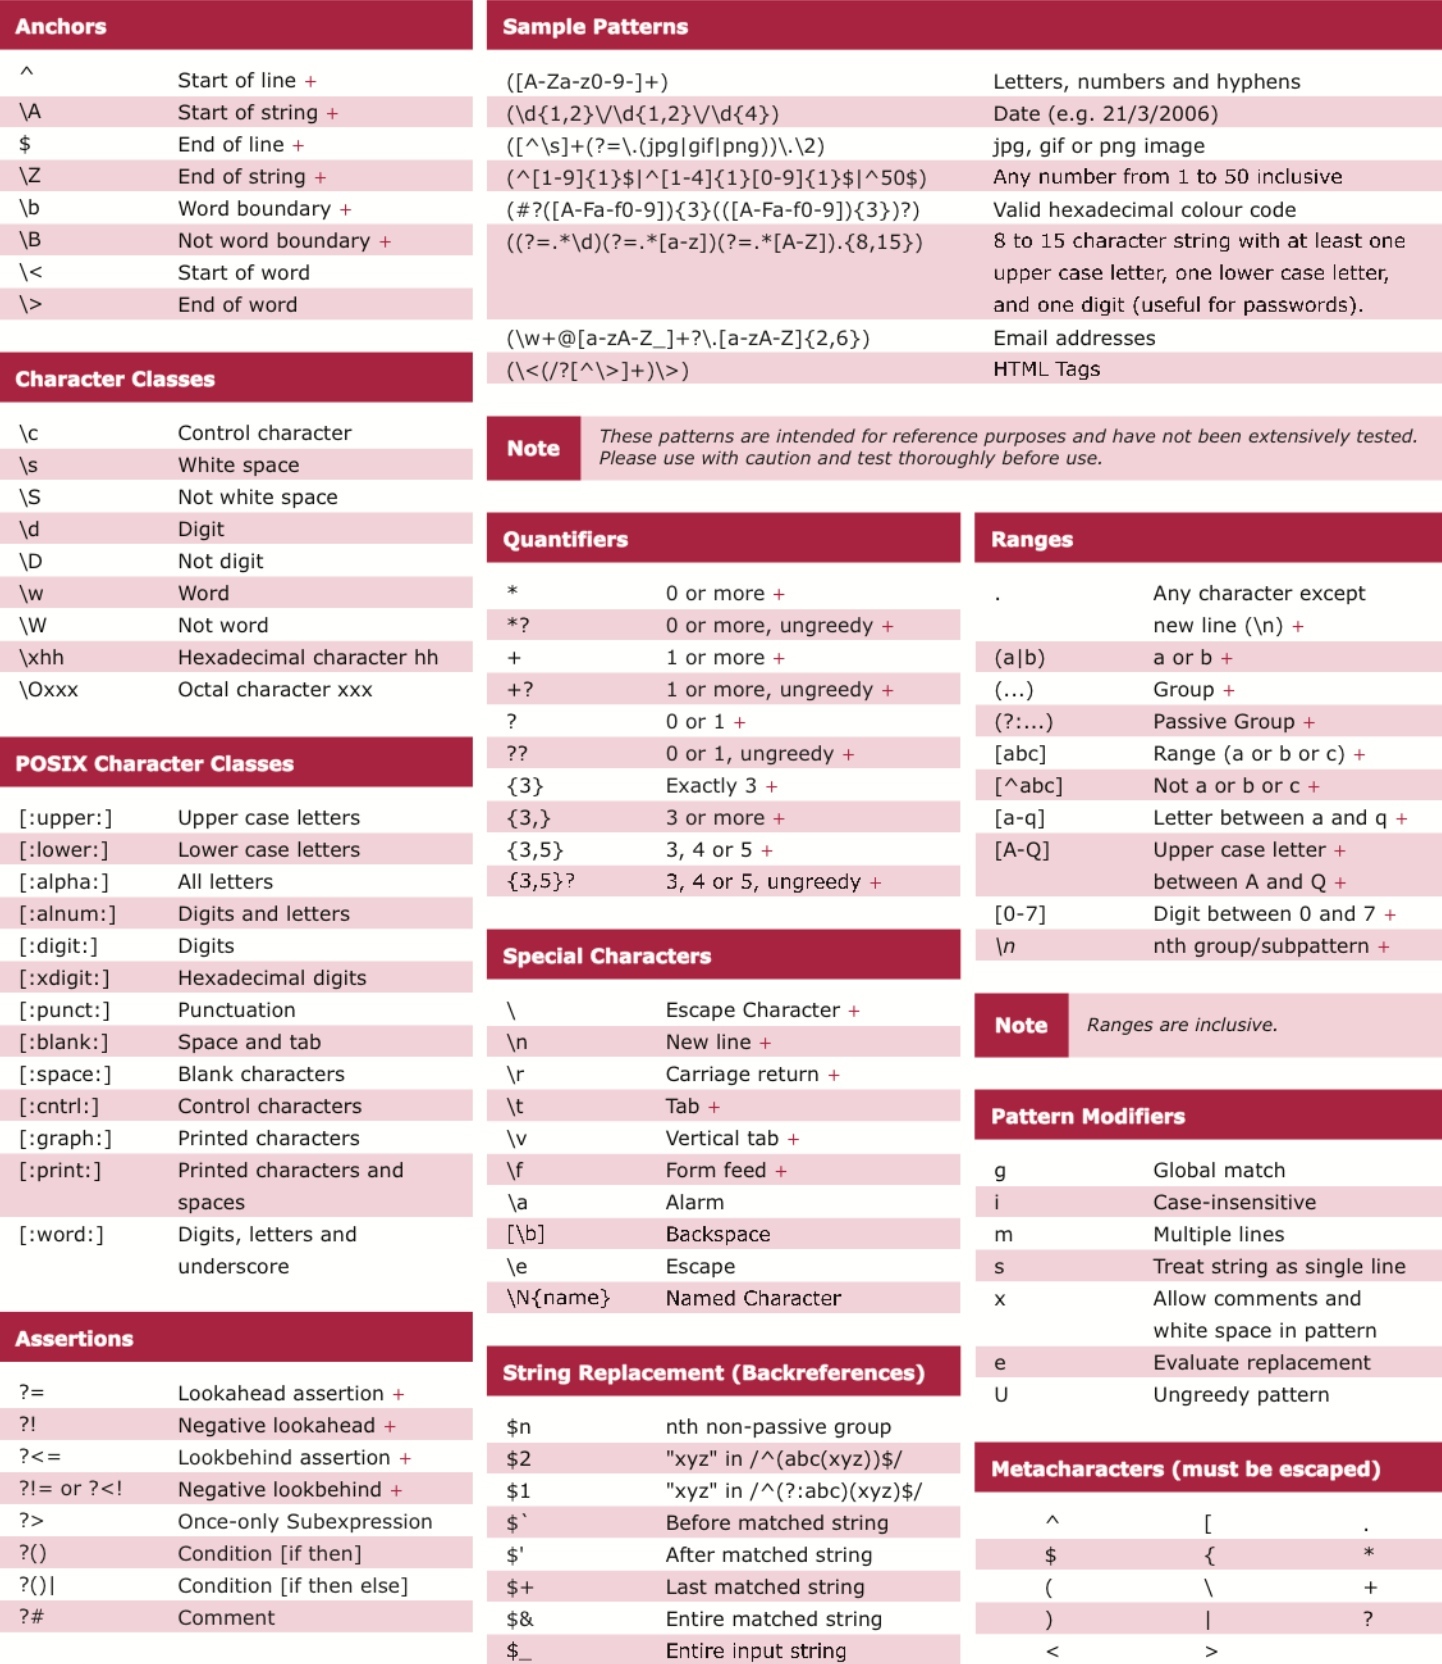 Anchors
^ Start of line +
\A Start of string +
$ End of line +
\Z End of string +
\b Word boundary +
\B Not word boundary +
\< Start of word
\> End of word
Character Classes
\c Control character
\s White space
\S Not white space
\d Digit
\D Not digit
\w Word
\W Not word
\xhh Hexadecimal character hh
\Oxxx Octal character xxx
POSIX Character Classes
[:upper:] Upper case letters
[:lower:] Lower case letters
[:alpha:] All letters
[:alnum:] Digits and letters
[:digit:] Digits
[:xdigit:] Hexadecimal digits
[:punct:] Punctuation
[:blank:] Space and tab
[:space:] Blank characters
[:cntrl:] Control characters
[:graph:] Printed characters
[:print:] Printed characters and
spaces
[:word:] Digits, letters and
underscore
Assertions
?= Lookahead assertion +
?! Negative lookahead +
?<= Lookbehind assertion +
?!= or ?<! Negative lookbehind +
?> Once-only Subexpression
?() Condition [if then]
?()| Condition [if then else]
?# Comment
Sample Patterns
([A-Za-z0-9-]+) Letters, numbers and hyphens
(\d{1,2}\/\d{1,2}\/\d{4}) Date (e.g. 21/3/2006)
([^\s]+(?=\.(jpg|gif|png))\.\2) jpg, gif or png image
(^[1-9]{1}$|^[1-4]{1}[0-9]{1}$|^50$) Any number from 1 to 50 inclusive
(#?([A-Fa-f0-9]){3}(([A-Fa-f0-9]){3})?) Valid hexadecimal colour code
((?=.*\d)(?=.*[a-z])(?=.*[A-Z]).{8,15}) 8 to 15 character string with at least one
upper case letter, one lower case letter,
and one digit (useful for passwords).
(\w+@[a-zA-Z_]+?\.[a-zA-Z]{2,6}) Email addresses
(\<(/?[^\>]+)\>) HTML Tags
Note
These patterns are intended for reference purposes and have not been extensively tested.
Please use with caution and test thoroughly before use.
Quantifiers
* 0 or more +
*? 0 or more, ungreedy +
+ 1 or more +
+? 1 or more, ungreedy +
? 0 or 1 +
?? 0 or 1, ungreedy +
{3} Exactly 3 +
{3,} 3 or more +
{3,5} 3, 4 or 5 +
{3,5}? 3, 4 or 5, ungreedy +
Special Characters
\ Escape Character +
\n New line +
\r Carriage return +
\t Tab +
\v Vertical tab +
\f Form feed +
\a Alarm
[\b] Backspace
\e Escape
\N{name} Named Character
String Replacement (Backreferences)
$n nth non-passive group
$2 "xyz" in /^(abc(xyz))$/
$1 "xyz" in /^(?:abc)(xyz)$/
$` Before matched string
$' After matched string
$+ Last matched string
$& Entire matched string
$_ Entire input string
Ranges
. Any character except
new line (\n) +
(a|b) a or b +
(...) Group +
(?:...) Passive Group +
[abc] Range (a or b or c) +
[^abc] Not a or b or c +
[a-q] Letter between a and q +
[A-Q] Upper case letter +
between A and Q +
[0-7] Digit between 0 and 7 +
\n nth group/subpattern +
Note
Ranges are inclusive.
Pattern Modifiers
g Global match
i Case-insensitive
m Multiple lines
s Treat string as single line
x Allow comments and
white space in pattern
e Evaluate replacement
U Ungreedy pattern
Metacharacters (must be escaped)
^ [ .
$ { *
( \ +
) | ?
< >